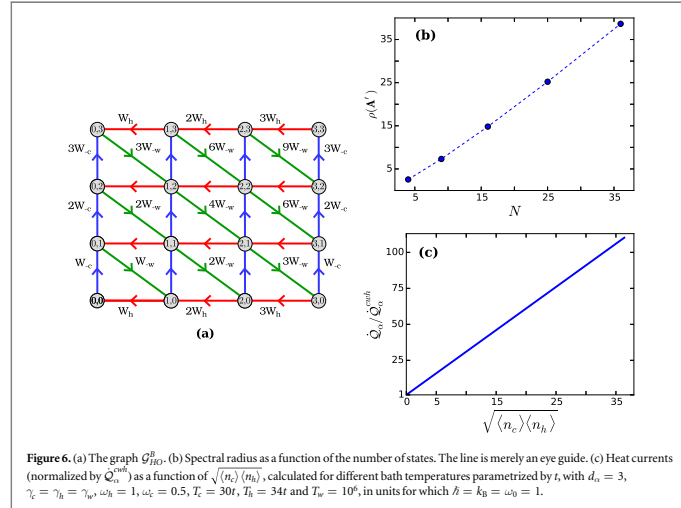 W_h 2W_h 3W_h
0,3 1,3 2,3 3,3
3W_-c 3W_-w 6W_-w 9W_-w 3W_-c
0,2 1,2 2,2 3,2
2W_-c 2W_-w 4W_-w 6W_-w 2W_-c
0,1 1,1 2,1 3,1
W_-c W_-w 2W_-w 3W_-w W_-c
0,0 1,0 2,0 3,0
W_h 2W_h 3W_h
(a)
(b)
35
25
15
5
ρ(A′)
5 15 25 35
N
(c)
100
75
50
25
1
Q̇_α/Q̇_α^cwh
0 5 15 25 35
√⟨n_c⟩⟨n_h⟩
Figure 6. (a) The graph 𝒢^B_HO. (b) Spectral radius as a function of the number of states. The line is merely an eye guide. (c) Heat currents
(normalized by Q̇_α^cwh) as a function of √⟨n_c⟩⟨n_h⟩, calculated for different bath temperatures parametrized by t, with d_α = 3,
γ_c = γ_h = γ_w, ω_h = 1, ω_c = 0.5, T_c = 30t, T_h = 34t and T_w = 10^6, in units for which ℏ = k_B = ω_0 = 1.